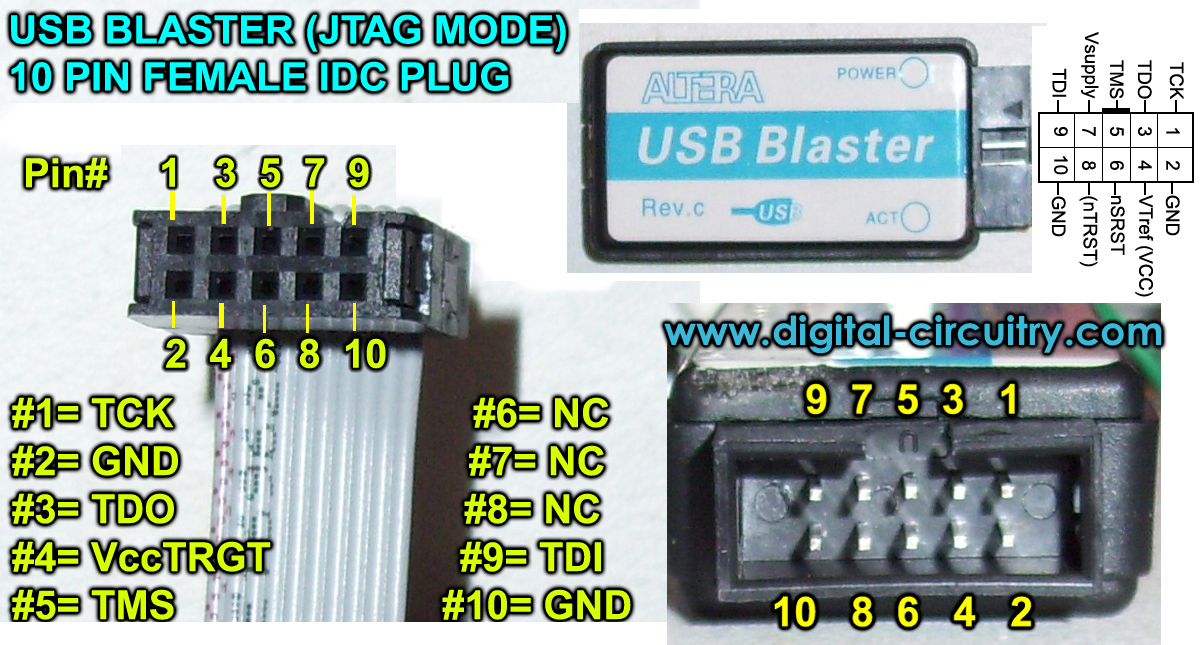 USB BLASTER (JTAG MODE)
10 PIN FEMALE IDC PLUG
Pin# 1 3 5 7 9
2 4 6 8 10
#1= TCK
#2= GND
#3= TDO
#4= VccTRGT
#5= TMS
#6= NC
#7= NC
#8= NC
#9= TDI
#10= GND
ALTERA
POWER
USB Blaster
Rev.c
USB
ACT
TCK
TDO
TMS
Vsupply
TDI
1 3 5 7 9
2 4 6 8 10
GND
VTref (VCC)
nSRST
(nTRST)
GND
www.digital-circuitry.com
9 7 5 3 1
10 8 6 4 2